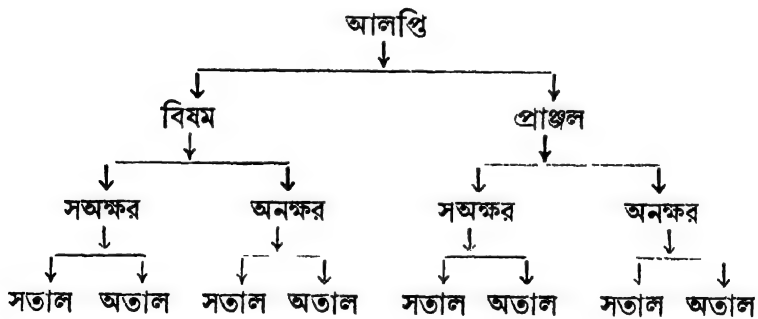 আলপ্তি
বিষম প্রাঞ্জল
সঅক্ষর অনক্ষর সঅক্ষর অনক্ষর
সতাল অতাল সতাল অতাল সতাল অতাল সতাল অতাল